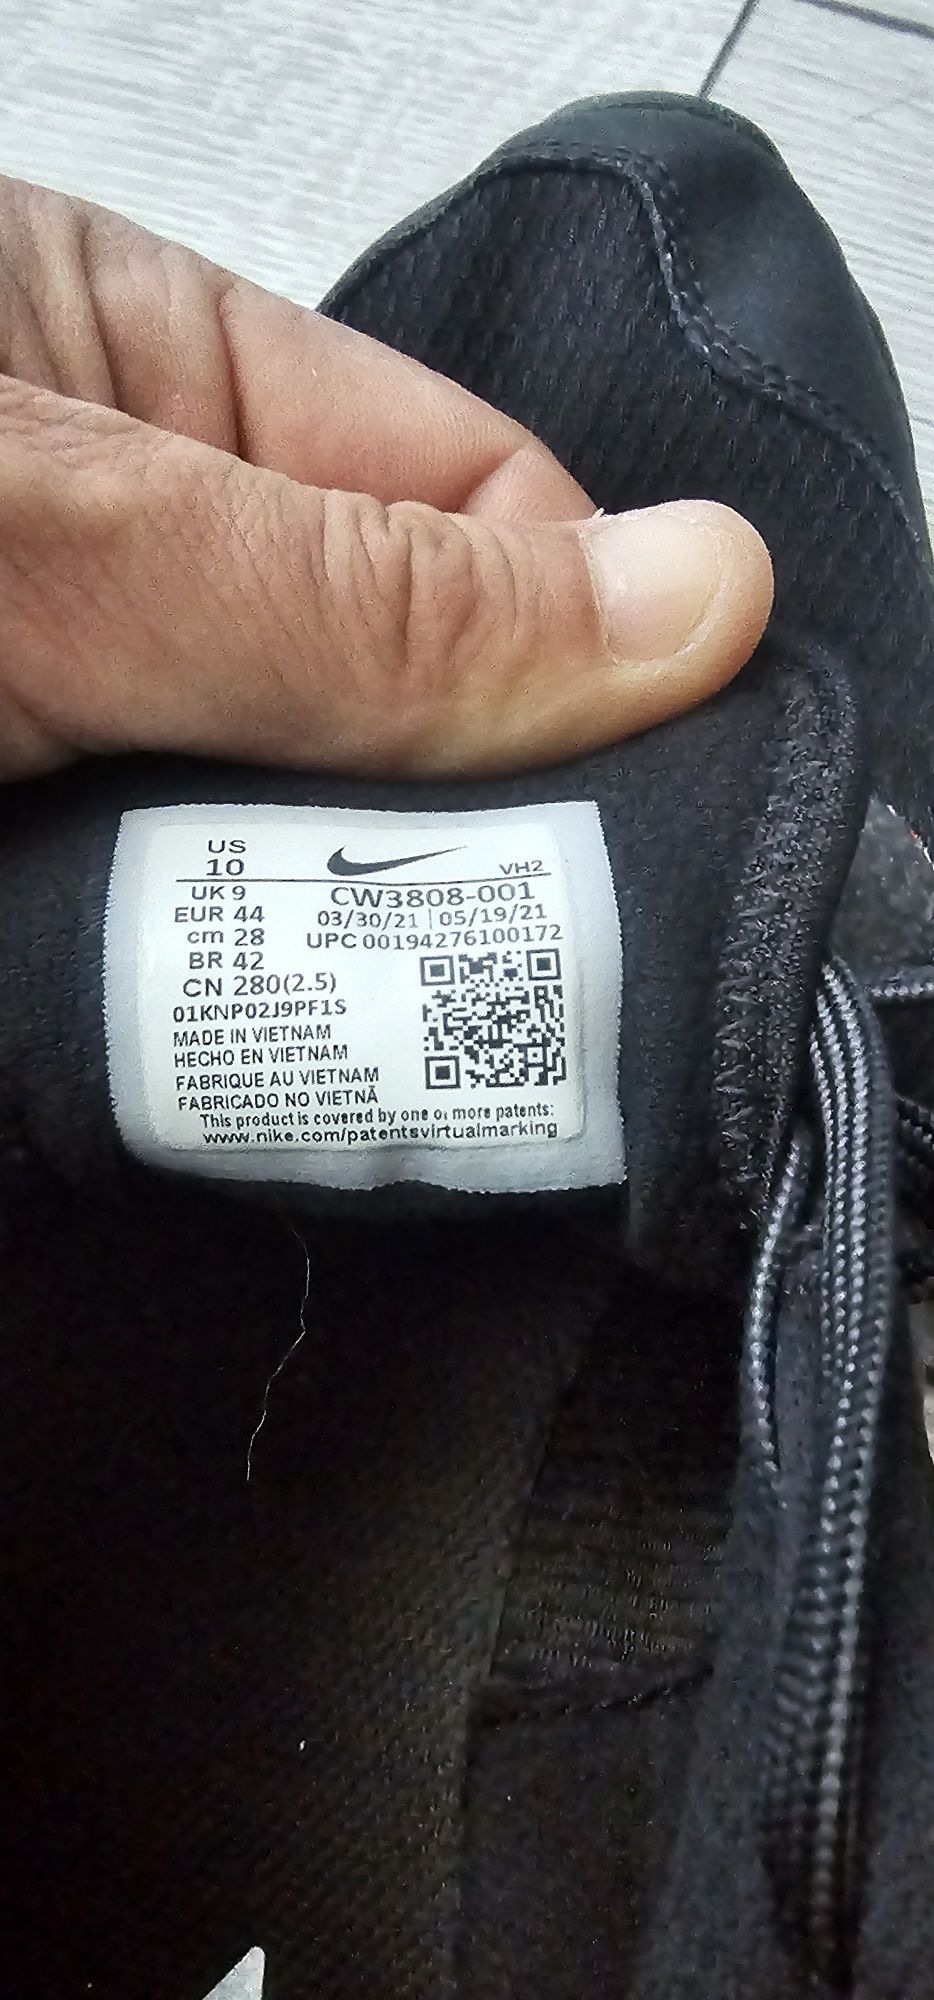 US
10
VH2
UK 9
CW3808-001
EUR 44
03/30/21 | 05/19/21
cm 28
UPC 00194276100172
BR 42
CN 280(2.5)
01KNP02J9PF1S
MADE IN VIETNAM
HECHO EN VIETNAM
FABRIQUE AU VIETNAM
FABRICADO NO VIETNÃ
This product is covered by one or more patents:
www.nike.com/patentsvirtualmarking